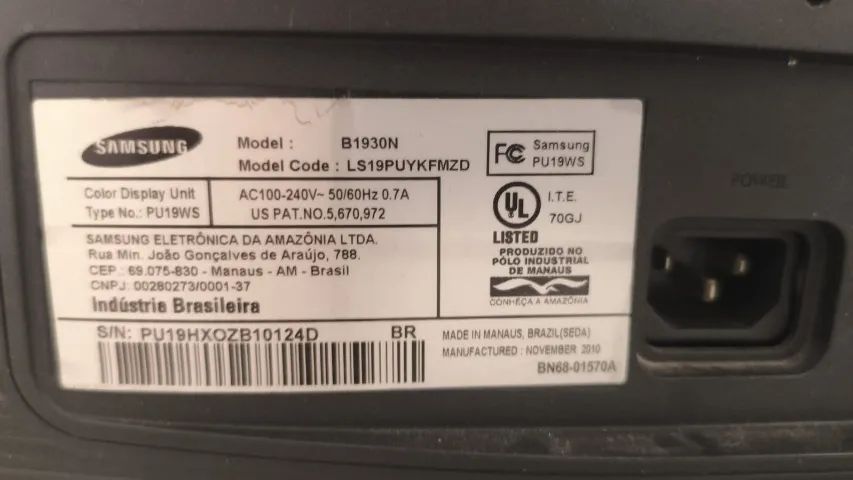 SAMSUNG
Model : B1930N
Model Code : LS19PUYKFMZD
FC Samsung
PU19WS
Color Display Unit
Type No.: PU19WS
AC100-240V~ 50/60Hz 0.7A
US PAT.NO.5,670,972
UL
LISTED
I.T.E.
70GJ
SAMSUNG ELETRÔNICA DA AMAZÔNIA LTDA.
Rua Min. João Gonçalves de Araújo, 788.
CEP : 69.075-830 - Manaus - AM - Brasil
CNPJ: 00280273/0001-37
Indústria Brasileira
PRODUZIDO NO
PÓLO INDUSTRIAL
DE MANAUS
CONHEÇA A AMAZÔNIA
S/N: PU19HXOZB10124D BR
MADE IN MANAUS, BRAZIL(SEDA)
MANUFACTURED : NOVEMBER 2010
BN68-01570A
POWER